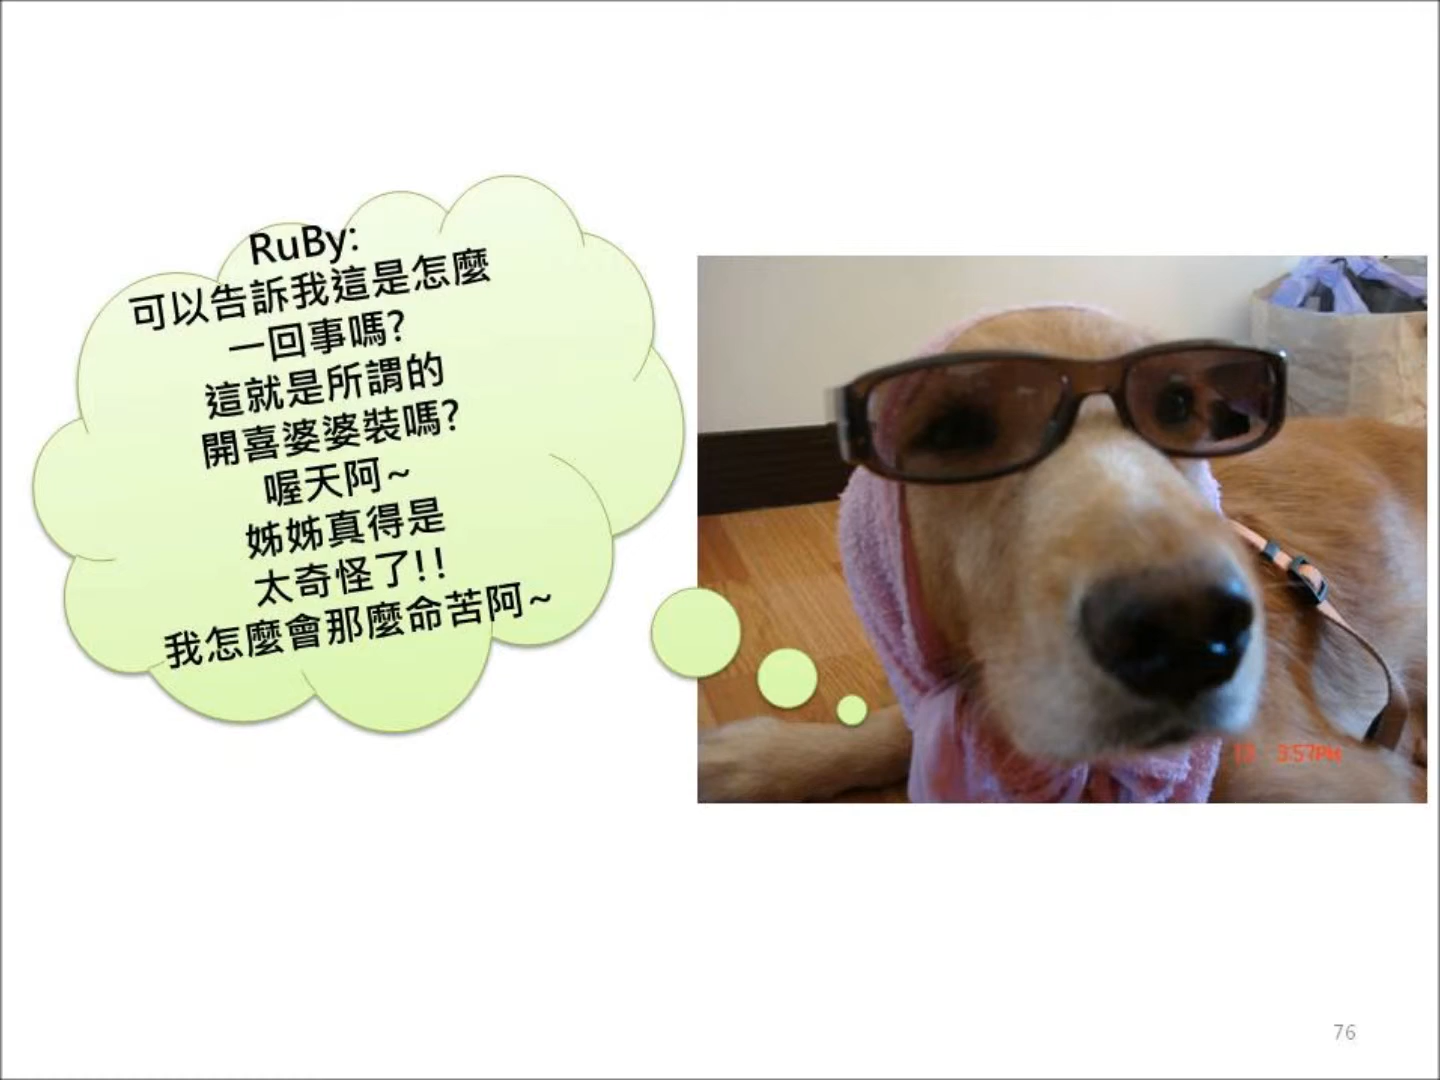 RuBy:
可以告訴我這是怎麼
一回事嗎?
這就是所謂的
開喜婆婆裝嗎?
喔天阿~
姊姊真得是
太奇怪了!!
我怎麼會那麼命苦阿~
3:57PM
76